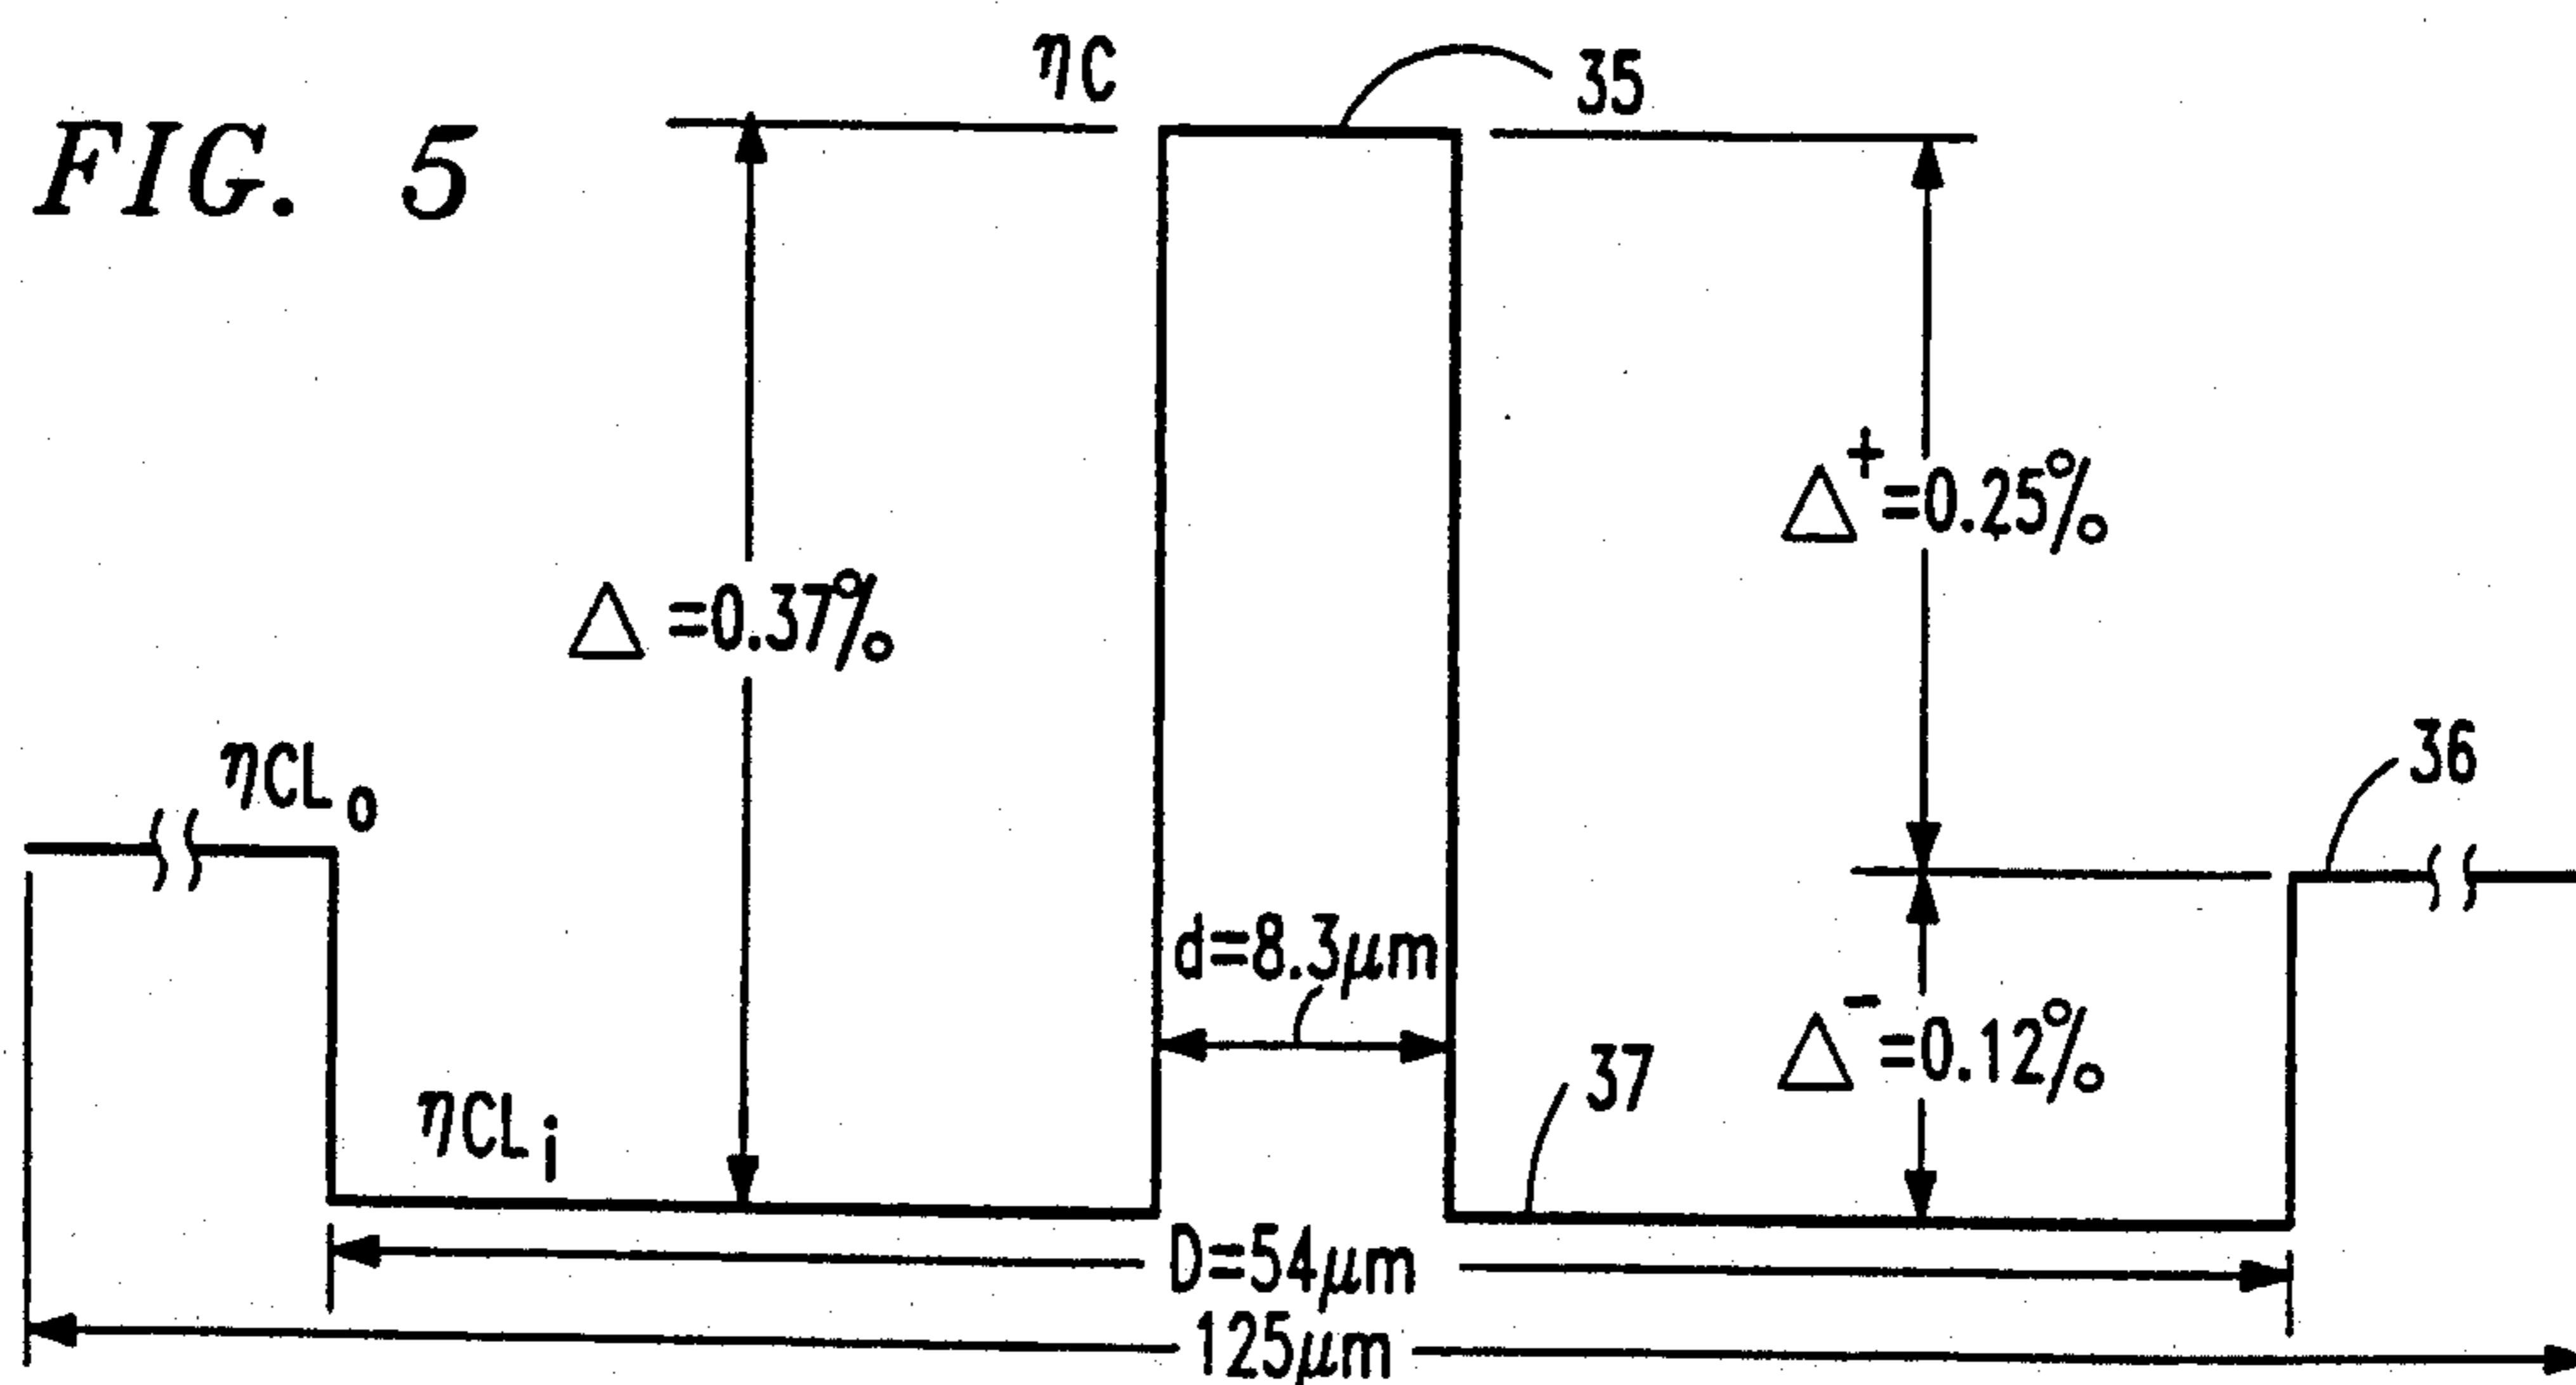 FIG. 5
ηC
35
Δ+=0.25%
Δ=0.37%
ηCLo
36
d=8.3μm
Δ-=0.12%
ηCLi
37
D=54μm
125μm